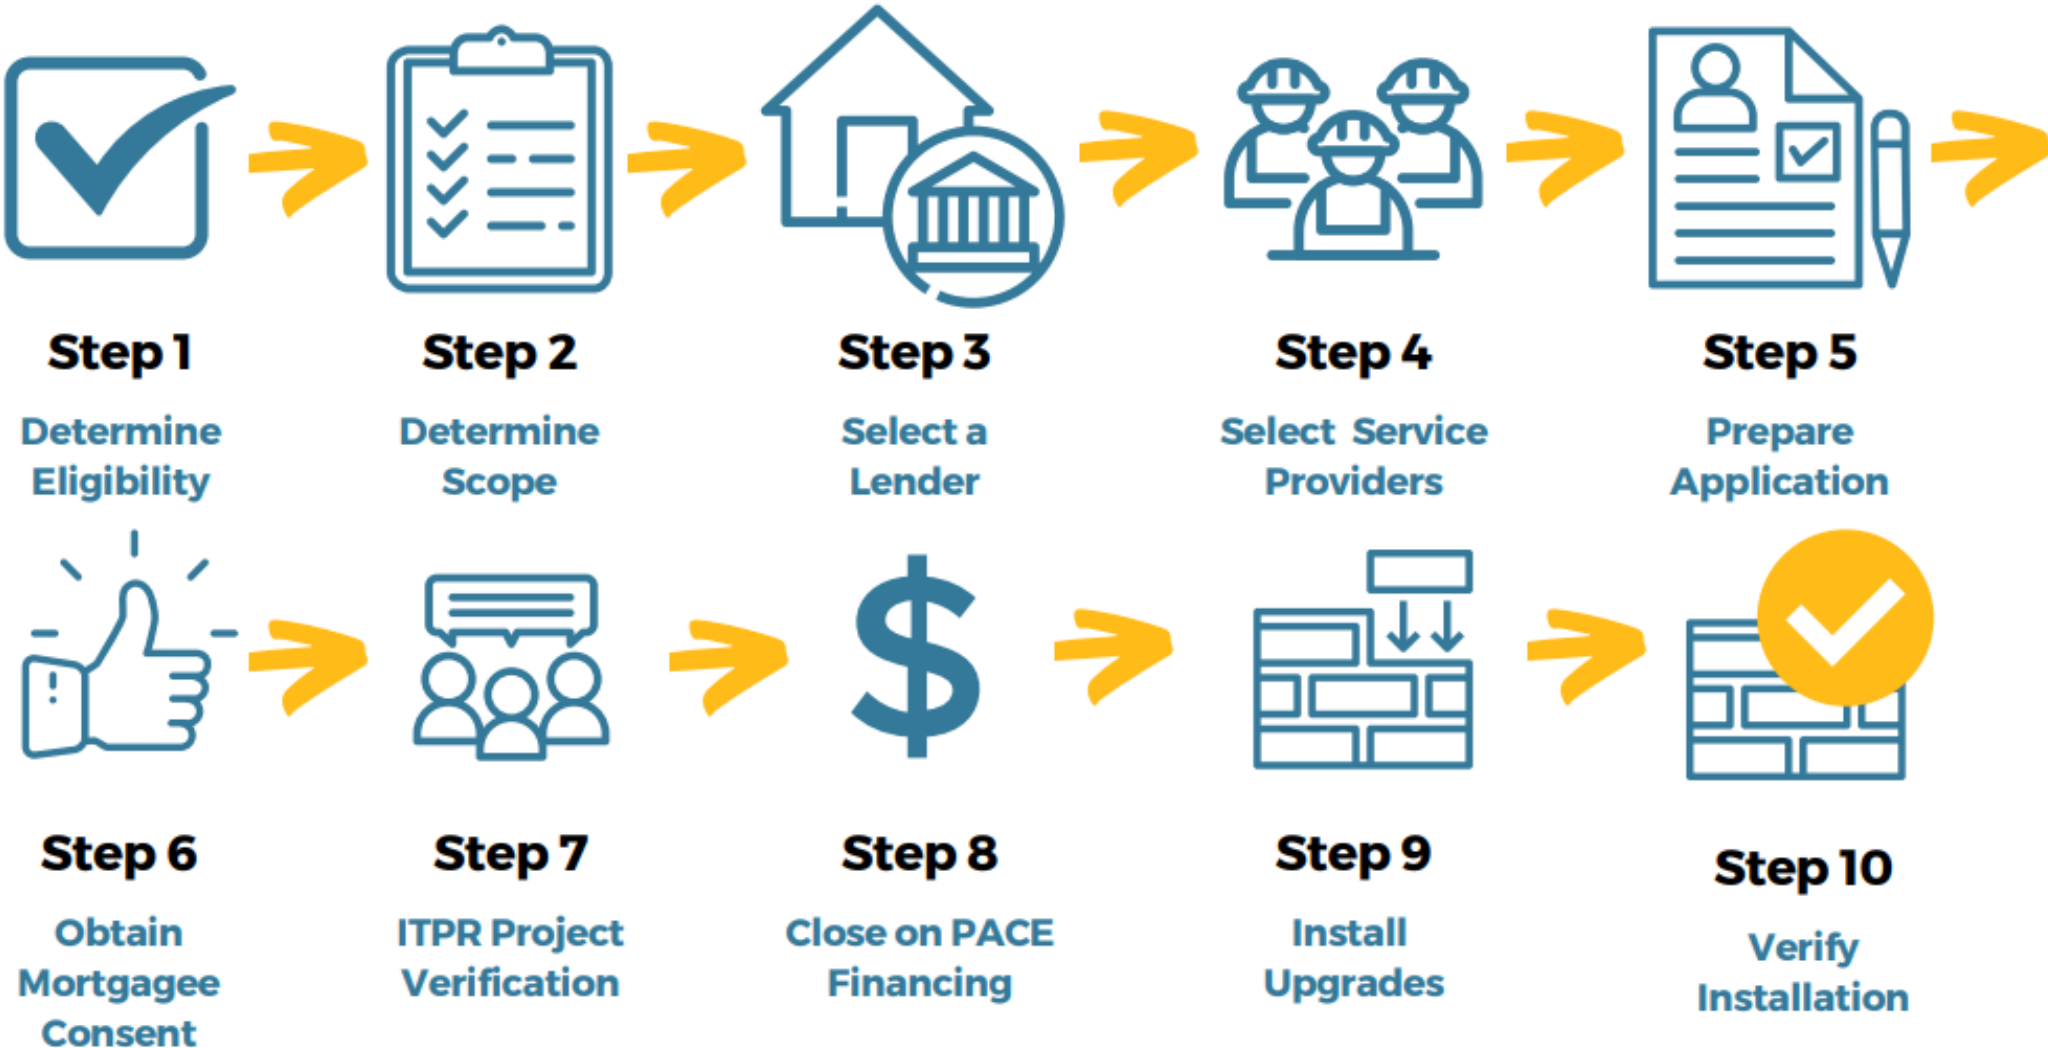 Step 1
Determine
Eligibility
Step 2
Determine
Scope
Step 3
Select a
Lender
Step 4
Select Service
Providers
Step 5
Prepare
Application
Step 6
Obtain
Mortgagee
Consent
Step 7
ITPR Project
Verification
Step 8
Close on PACE
Financing
Step 9
Install
Upgrades
Step 10
Verify
Installation